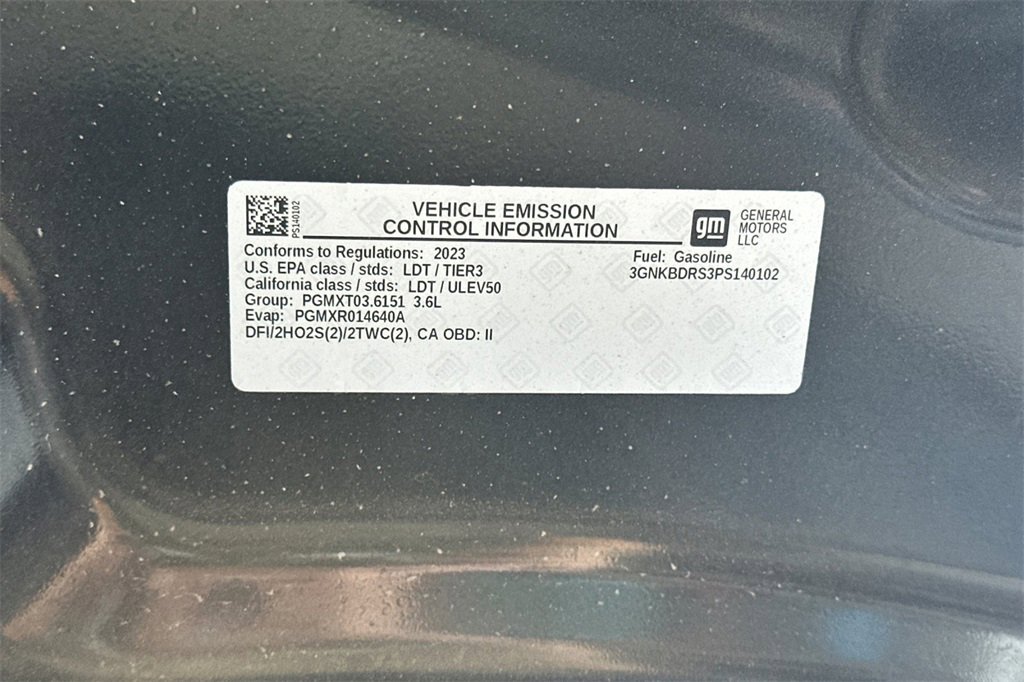 PS140102
VEHICLE EMISSION
CONTROL INFORMATION
gm
GENERAL
MOTORS
LLC
Conforms to Regulations: 2023
U.S. EPA class / stds: LDT / TIER3
California class / stds: LDT / ULEV50
Group: PGMXT03.6151 3.6L
Evap: PGMXR014640A
DFI/2HO2S(2)/2TWC(2), CA OBD: II
Fuel: Gasoline
3GNKBDRS3PS140102